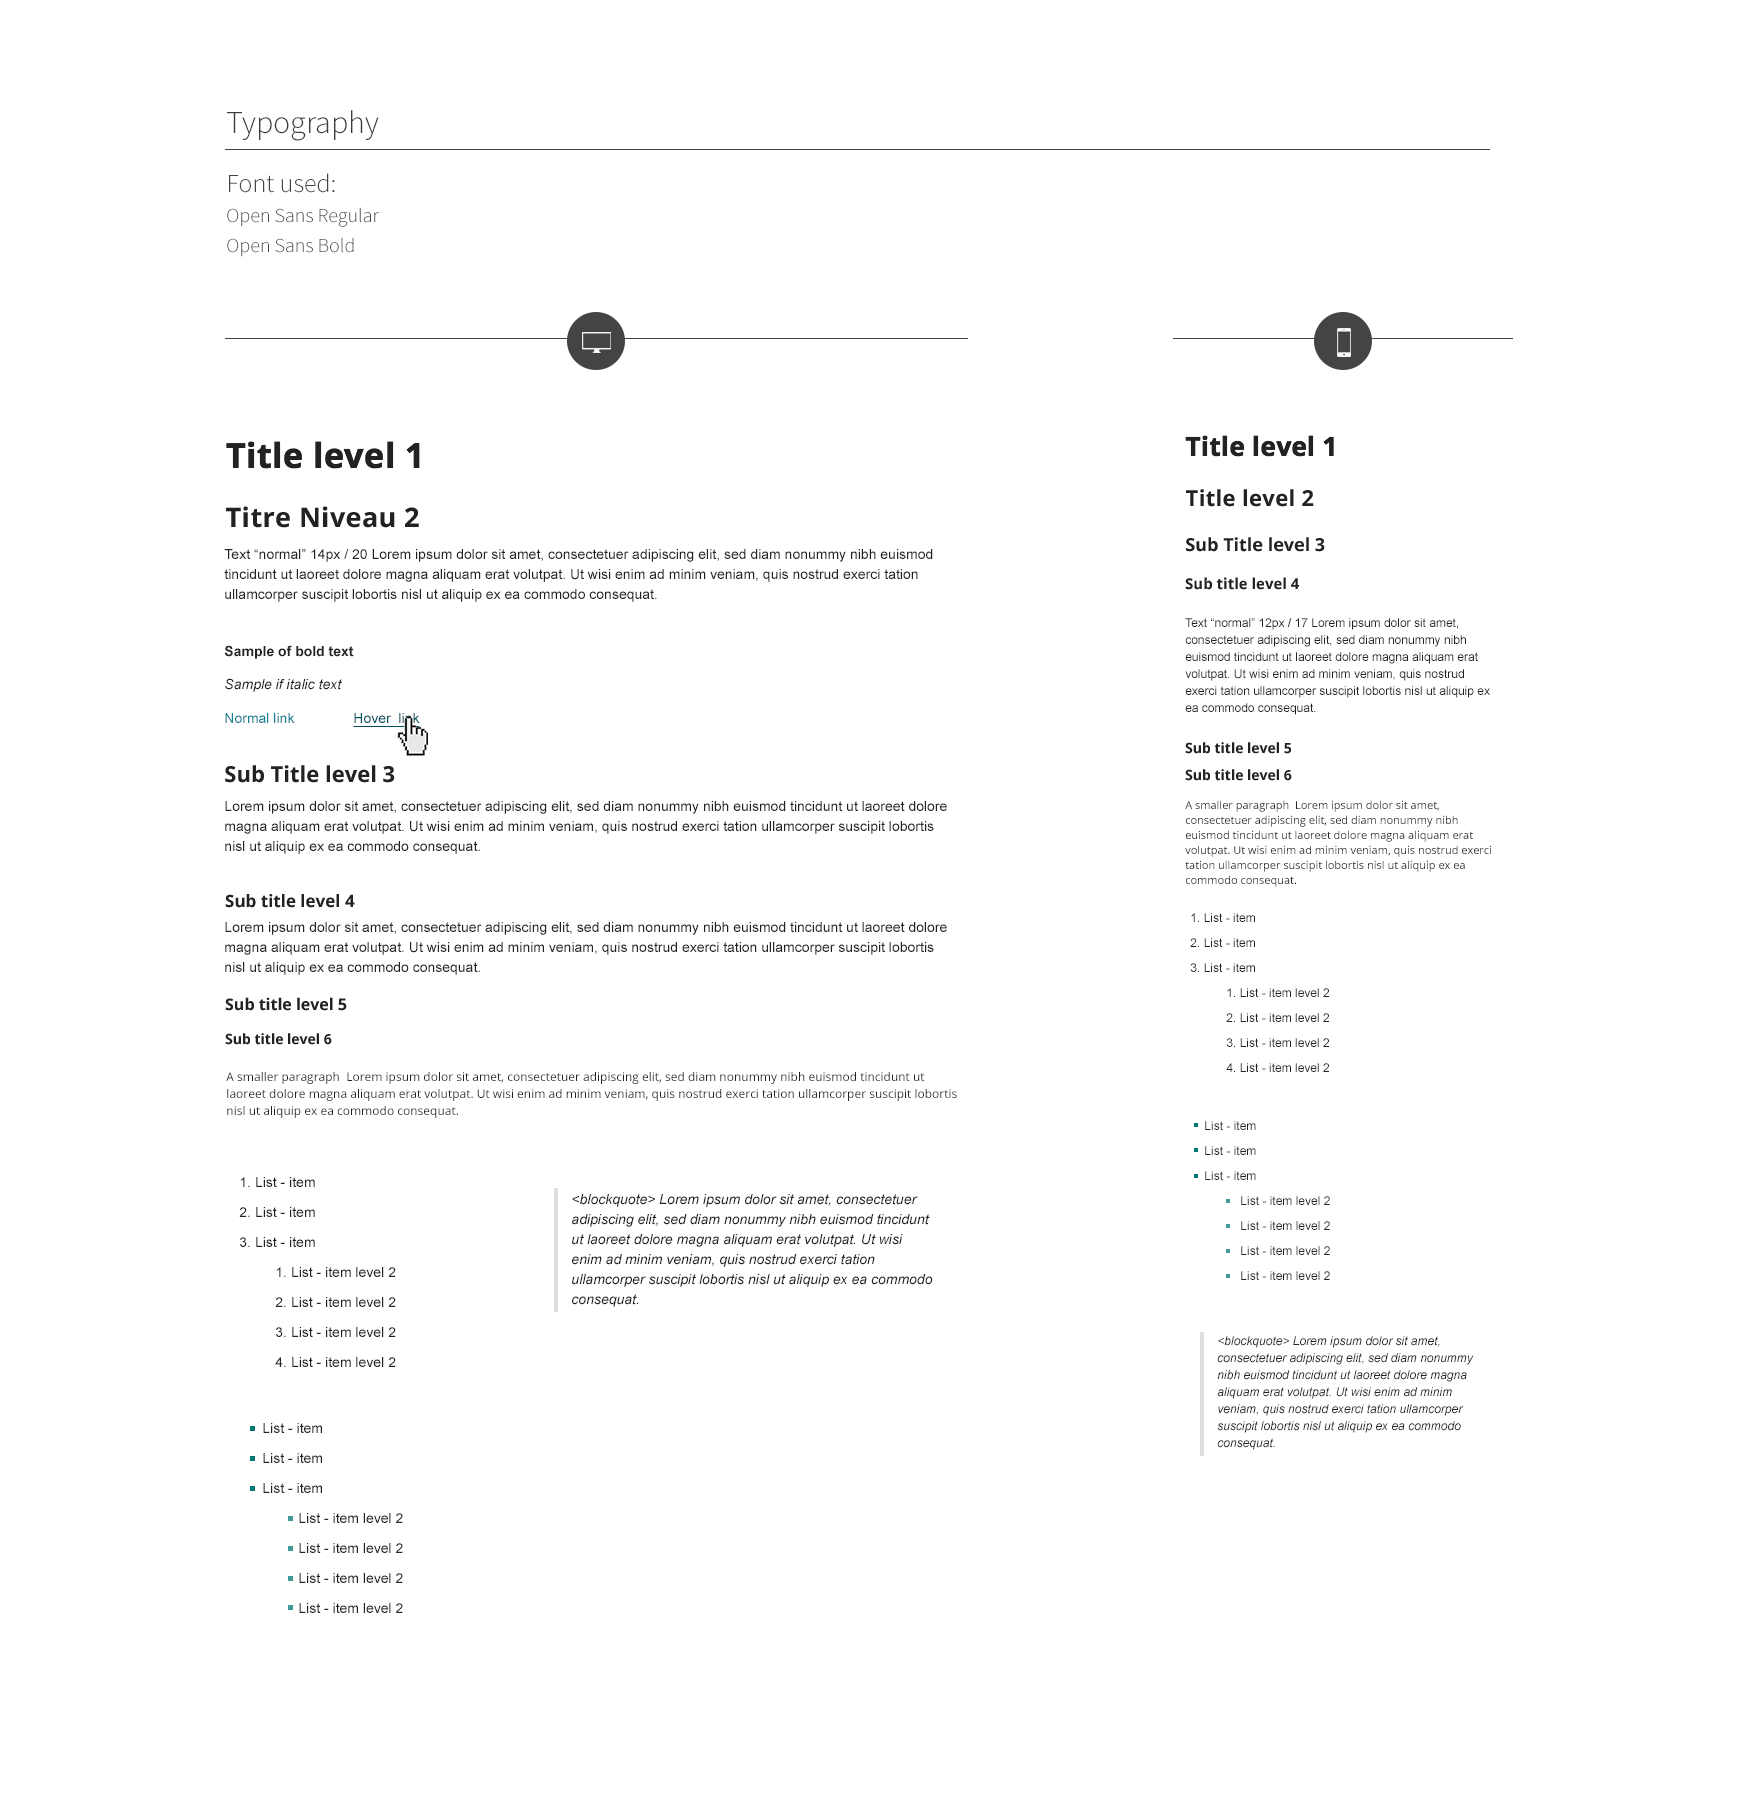 Typography
Font used:
Open Sans Regular
Open Sans Bold
Title level 1
Titre Niveau 2
Text “normal” 14px / 20 Lorem ipsum dolor sit amet, consectetuer adipiscing elit, sed diam nonummy nibh euismod
tincidunt ut laoreet dolore magna aliquam erat volutpat. Ut wisi enim ad minim veniam, quis nostrud exerci tation
ullamcorper suscipit lobortis nisl ut aliquip ex ea commodo consequat.
Sample of bold text
Sample if italic text
Normal link
Hover link
Sub Title level 3
Lorem ipsum dolor sit amet, consectetuer adipiscing elit, sed diam nonummy nibh euismod tincidunt ut laoreet dolore
magna aliquam erat volutpat. Ut wisi enim ad minim veniam, quis nostrud exerci tation ullamcorper suscipit lobortis
nisl ut aliquip ex ea commodo consequat.
Sub title level 4
Lorem ipsum dolor sit amet, consectetuer adipiscing elit, sed diam nonummy nibh euismod tincidunt ut laoreet dolore
magna aliquam erat volutpat. Ut wisi enim ad minim veniam, quis nostrud exerci tation ullamcorper suscipit lobortis
nisl ut aliquip ex ea commodo consequat.
Sub title level 5
Sub title level 6
A smaller paragraph Lorem ipsum dolor sit amet, consectetuer adipiscing elit, sed diam nonummy nibh euismod tincidunt ut
laoreet dolore magna aliquam erat volutpat. Ut wisi enim ad minim veniam, quis nostrud exerci tation ullamcorper suscipit lobortis
nisl ut aliquip ex ea commodo consequat.
1. List - item
2. List - item
3. List - item
1. List - item level 2
2. List - item level 2
3. List - item level 2
4. List - item level 2
<blockquote> Lorem ipsum dolor sit amet, consectetuer
adipiscing elit, sed diam nonummy nibh euismod tincidunt
ut laoreet dolore magna aliquam erat volutpat. Ut wisi
enim ad minim veniam, quis nostrud exerci tation
ullamcorper suscipit lobortis nisl ut aliquip ex ea commodo
consequat.
List - item
List - item
List - item
List - item level 2
List - item level 2
List - item level 2
List - item level 2
Title level 1
Title level 2
Sub Title level 3
Sub title level 4
Text “normal” 12px / 17 Lorem ipsum dolor sit amet,
consectetuer adipiscing elit, sed diam nonummy nibh
euismod tincidunt ut laoreet dolore magna aliquam erat
volutpat. Ut wisi enim ad minim veniam, quis nostrud
exerci tation ullamcorper suscipit lobortis nisl ut aliquip ex
ea commodo consequat.
Sub title level 5
Sub title level 6
A smaller paragraph Lorem ipsum dolor sit amet,
consectetuer adipiscing elit, sed diam nonummy nibh
euismod tincidunt ut laoreet dolore magna aliquam erat
volutpat. Ut wisi enim ad minim veniam, quis nostrud exerci
tation ullamcorper suscipit lobortis nisl ut aliquip ex ea
commodo consequat.
1. List - item
2. List - item
3. List - item
1. List - item level 2
2. List - item level 2
3. List - item level 2
4. List - item level 2
List - item
List - item
List - item
List - item level 2
List - item level 2
List - item level 2
List - item level 2
<blockquote> Lorem ipsum dolor sit amet,
consectetuer adipiscing elit, sed diam nonummy
nibh euismod tincidunt ut laoreet dolore magna
aliquam erat volutpat. Ut wisi enim ad minim
veniam, quis nostrud exerci tation ullamcorper
suscipit lobortis nisl ut aliquip ex ea commodo
consequat.